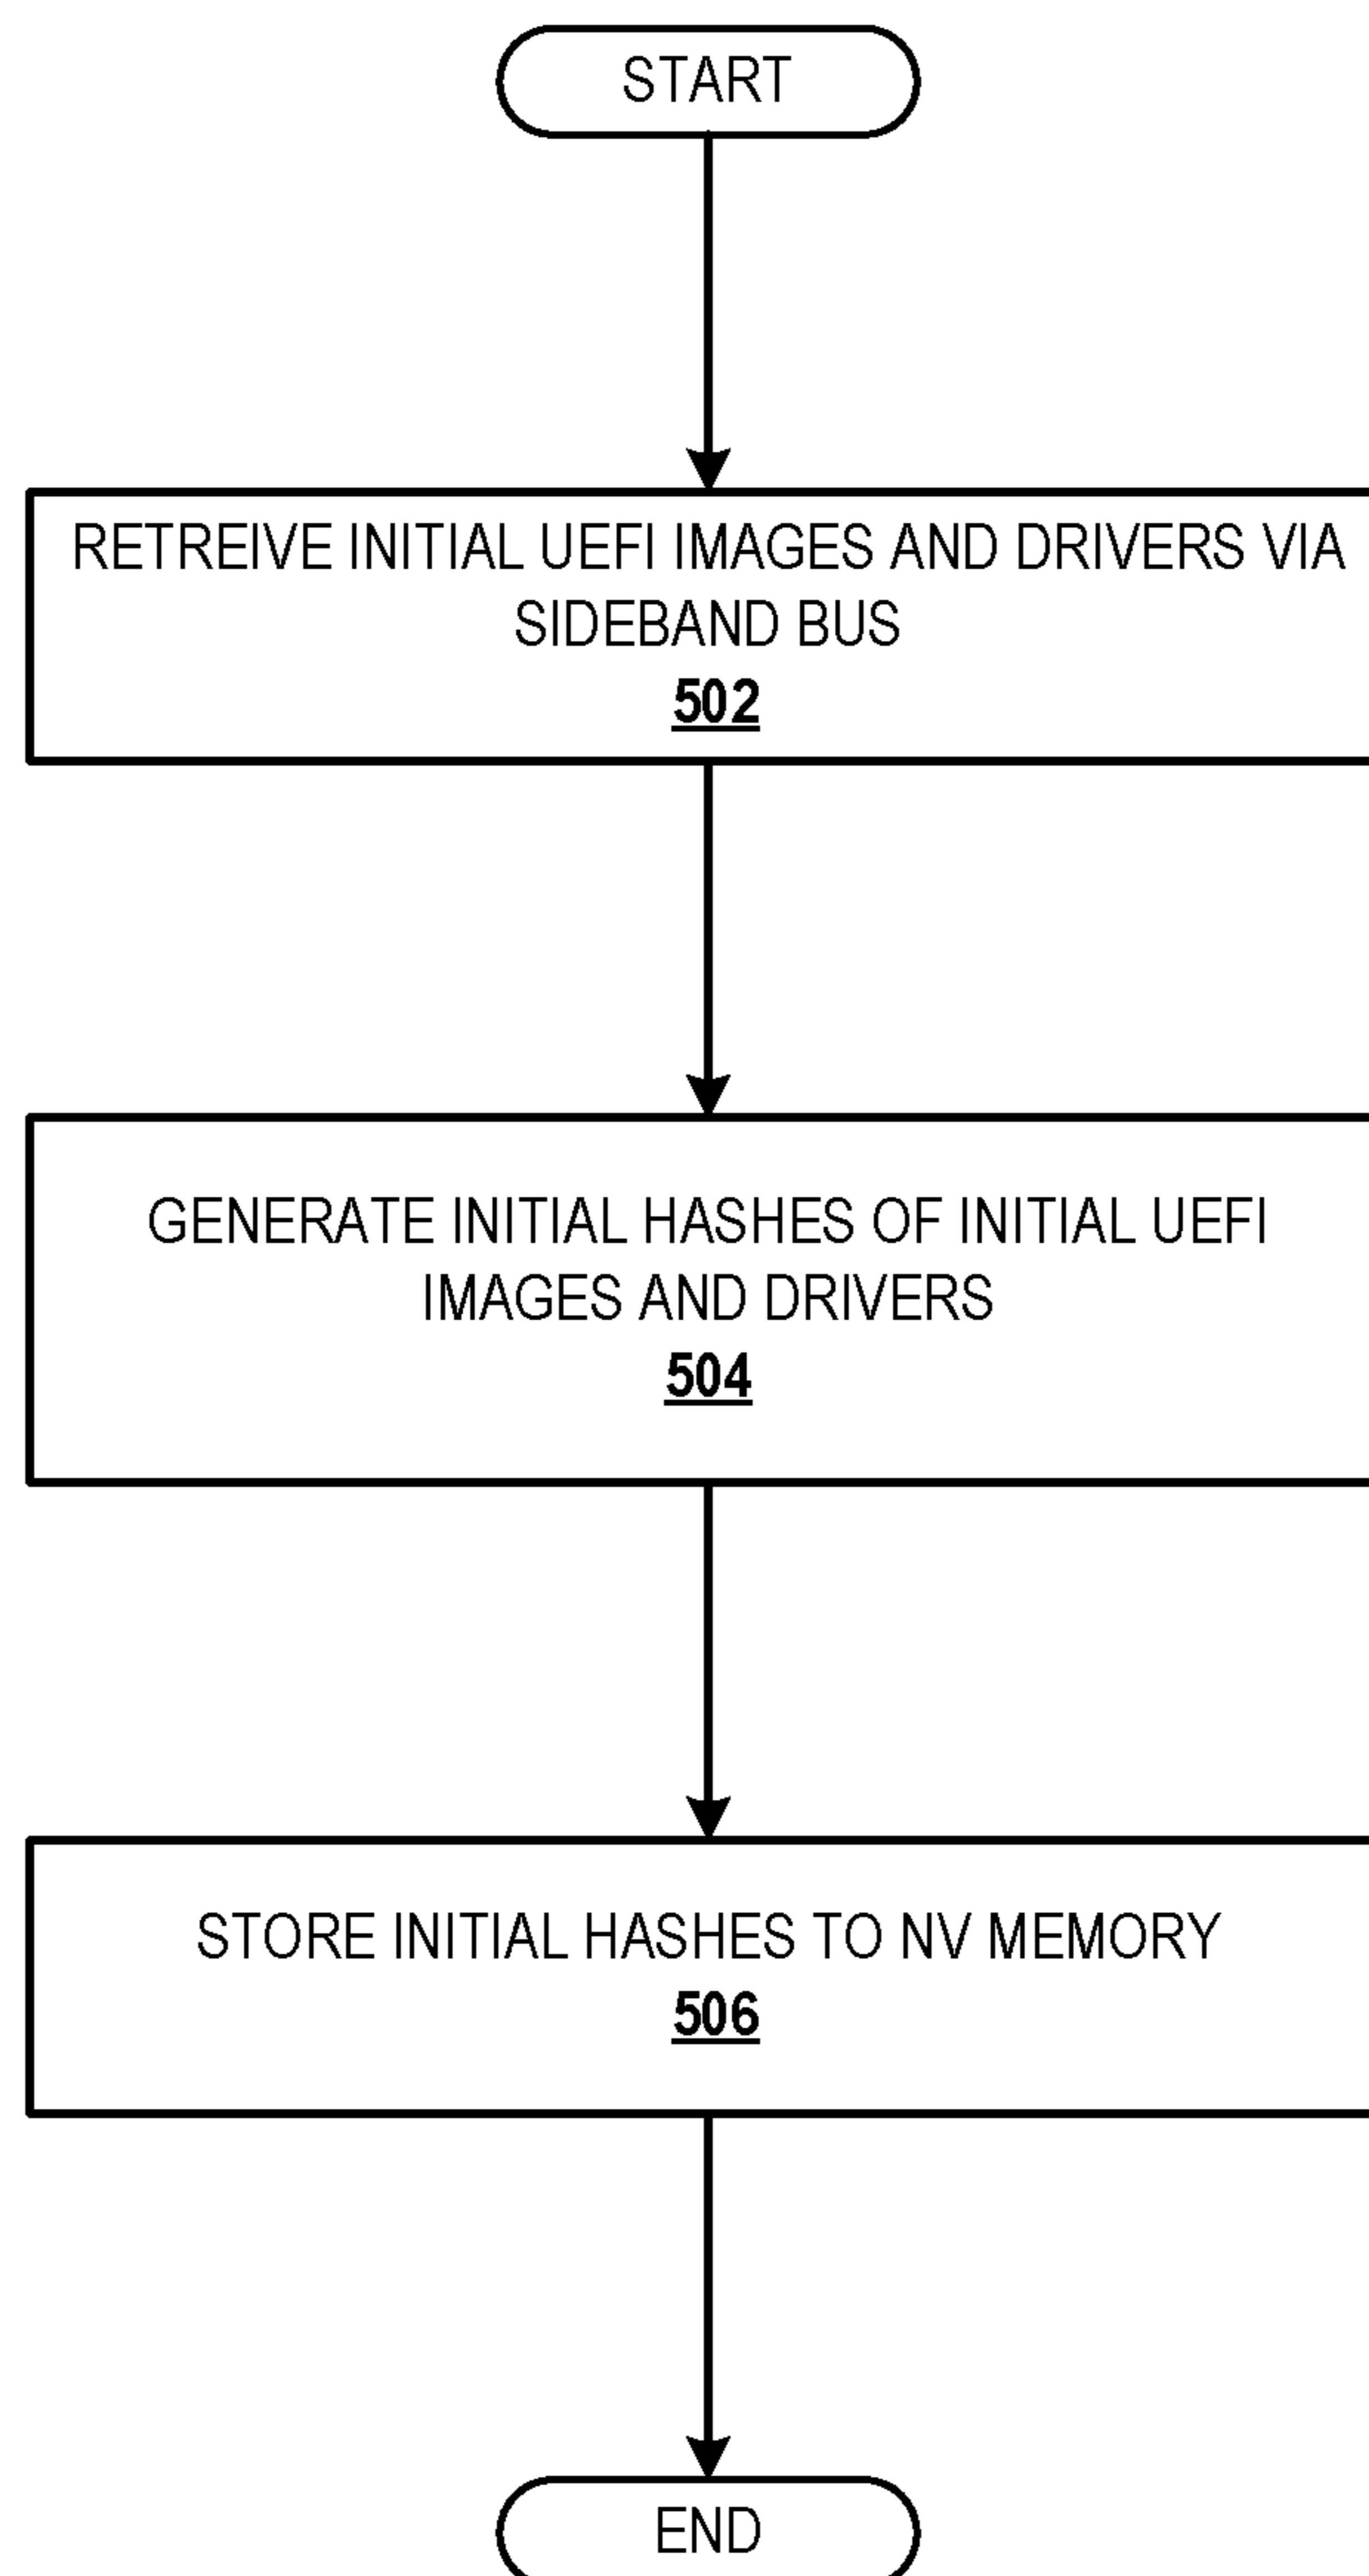 START
RETREIVE INITIAL UEFI IMAGES AND DRIVERS VIA
SIDEBAND BUS
502
GENERATE INITIAL HASHES OF INITIAL UEFI
IMAGES AND DRIVERS
504
STORE INITIAL HASHES TO NV MEMORY
506
END